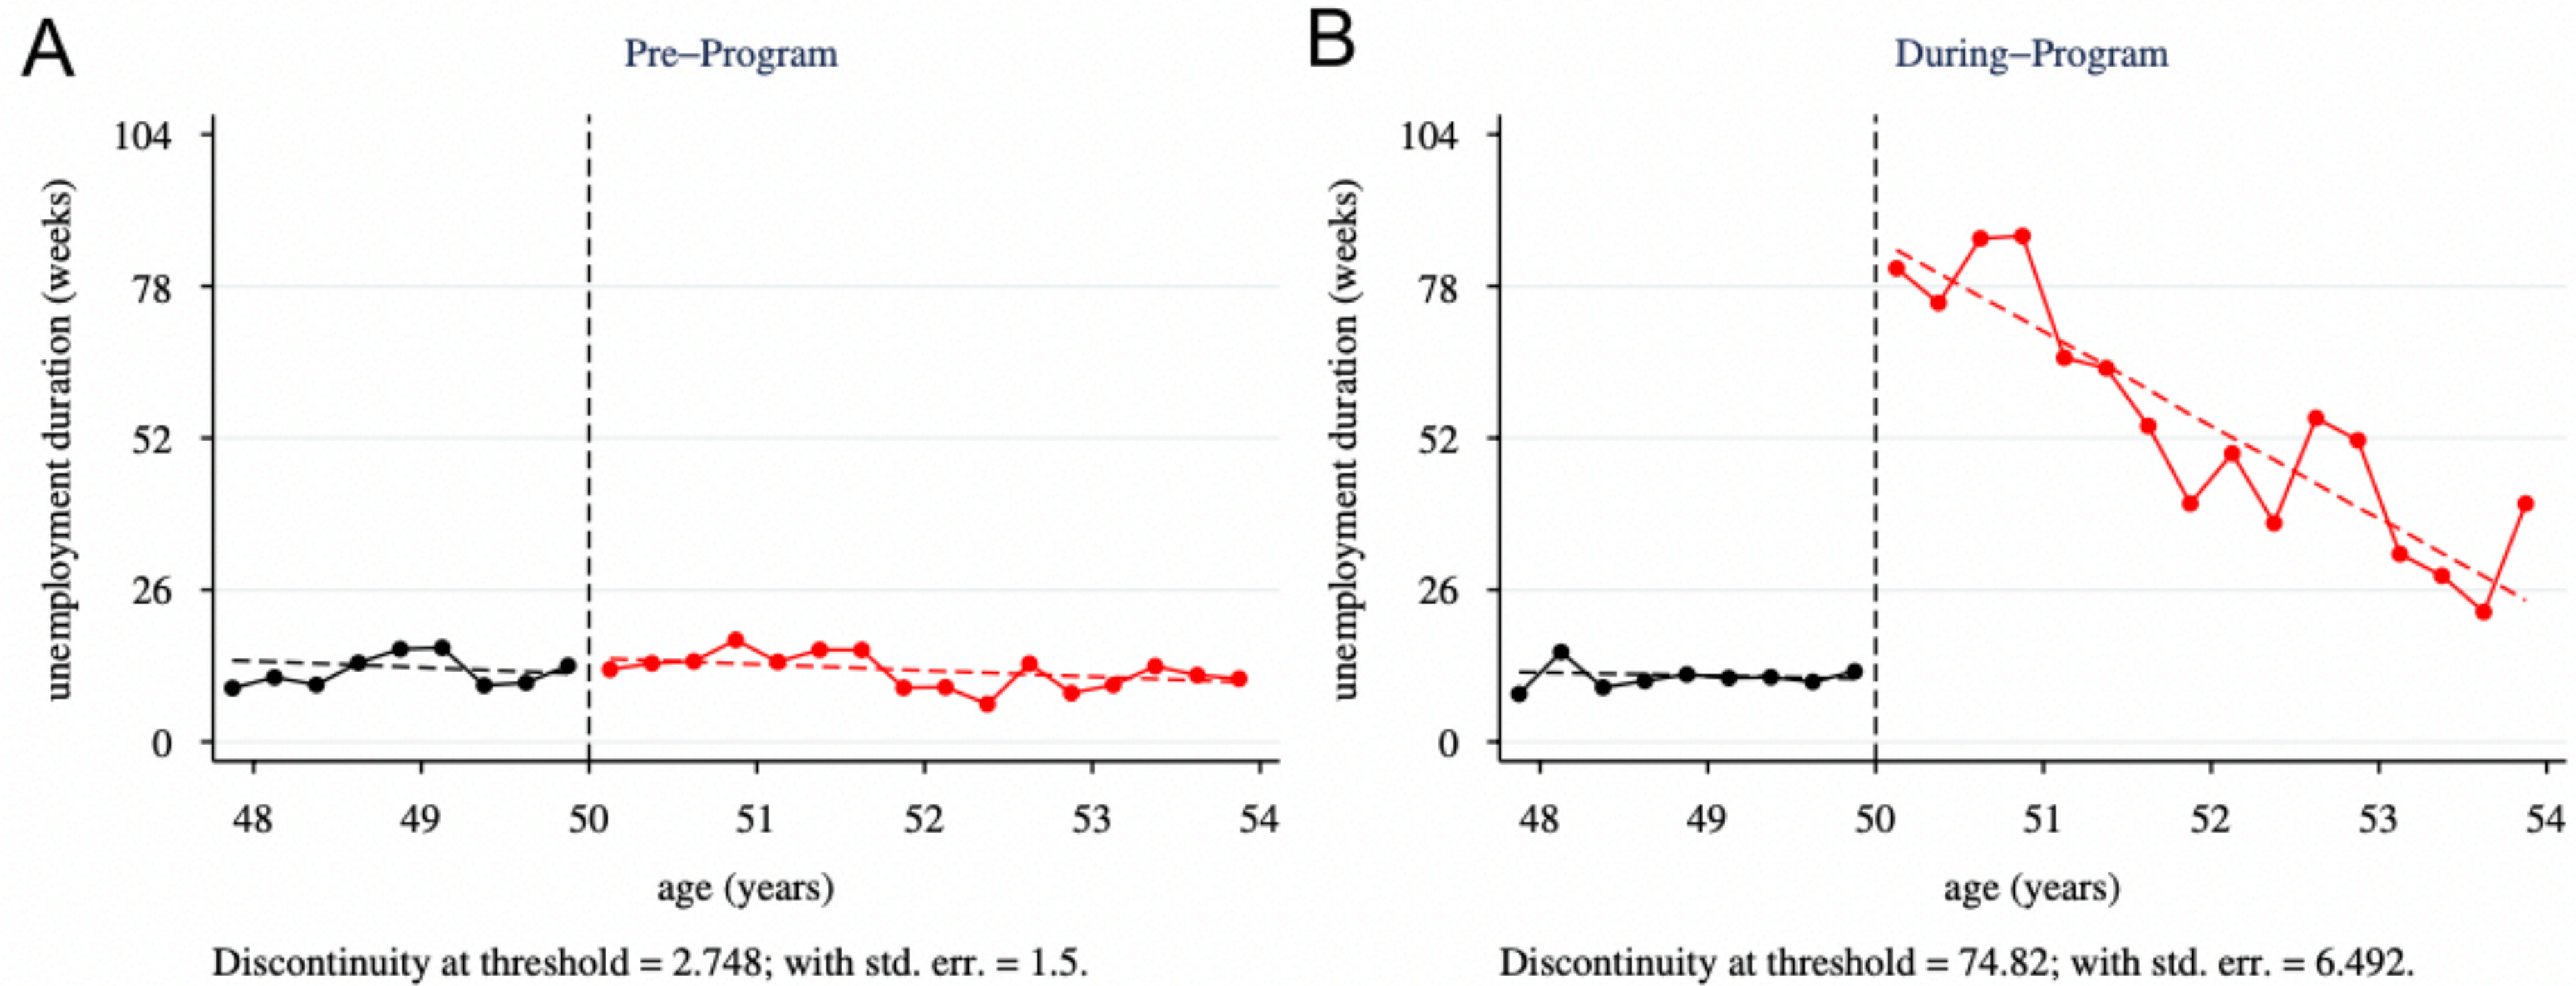 A
Pre–Program
unemployment duration (weeks)
104
78
52
26
0
48 49 50 51 52 53 54
age (years)
Discontinuity at threshold = 2.748; with std. err. = 1.5.
B
During–Program
unemployment duration (weeks)
104
78
52
26
0
48 49 50 51 52 53 54
age (years)
Discontinuity at threshold = 74.82; with std. err. = 6.492.